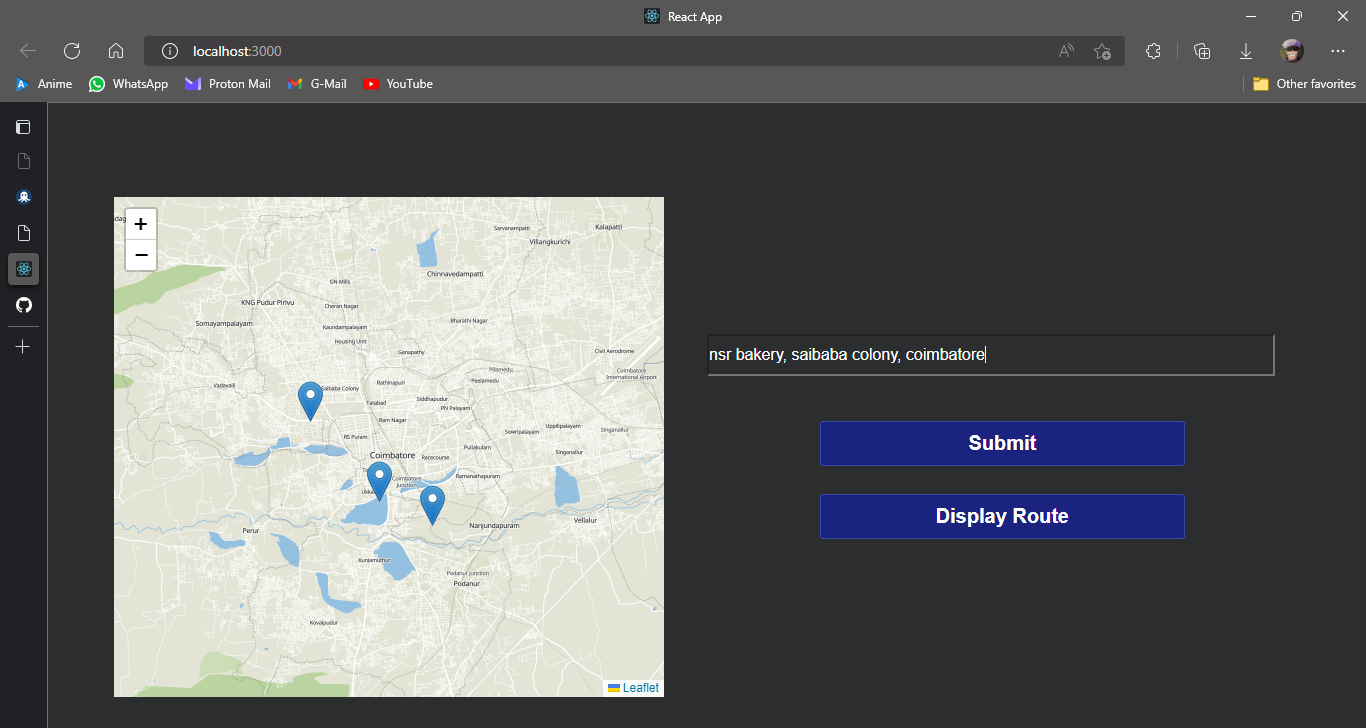 React App
localhost:3000
Anime
WhatsApp
Proton Mail
G-Mail
YouTube
Other favorites
+
−
Sarvanampatti
Kalapatti
Villangkurichi
Chinnavedampatti
GN Mills
KNG Pudur Pirivu
Cheran Nagar
Somayampalayam
Kaundampalayam
Bharathi Nagar
Housing Unit
Ganapathy
Civil Aerodrome
Peelamedu
Coimbatore
International Airport
Vadavalli
Saibaba Colony
Rathinapuri
Peelamedu
Siddhapudur
Tatabad
PN Palayam
Ram Nagar
Uppilipalayam
Sowripalayam
Singanallur
RS Puram
Pulliakulam
Singanallur
Coimbatore
Racecourse
Coimbatore
Junction
Ramanathapuram
Nanjundapuram
Vellalur
Perur
Kuniamuthur
Podanur Junction
Podanur
Kovaipudur
Leaflet
nsr bakery, saibaba colony, coimbatore
Submit
Display Route